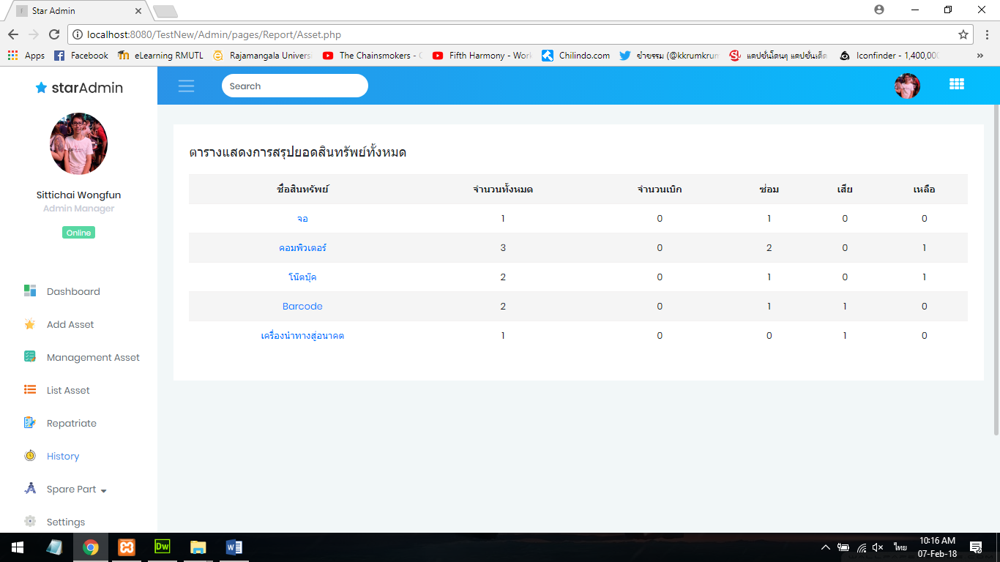 Star Admin
localhost:8080/TestNew/Admin/pages/Report/Asset.php
Apps Facebook eLearning RMUTL Rajamangala Universi The Chainsmokers - Fifth Harmony - Work Chilindo.com ขำขรรม (@kkrumkrum แคปชั่นโดนๆ แคปชั่นเด็ด Iconfinder - 1,400,000 »
starAdmin
Search
Sittichai Wongfun
Admin Manager
Online
Dashboard
Add Asset
Management Asset
List Asset
Repatriate
History
Spare Part
Settings
ตารางแสดงการสรุปยอดสินทรัพย์ทั้งหมด
ชื่อสินทรัพย์ จำนวนทั้งหมด จำนวนเบิก ซ่อม เสีย เหลือ
จอ 1 0 1 0 0
คอมพิวเตอร์ 3 0 2 0 1
โน๊ตบุ๊ค 2 0 1 0 1
Barcode 2 0 1 1 0
เครื่องนำทางสู่อนาคต 1 0 0 1 0
Dw
ไทย
10:16 AM
07-Feb-18